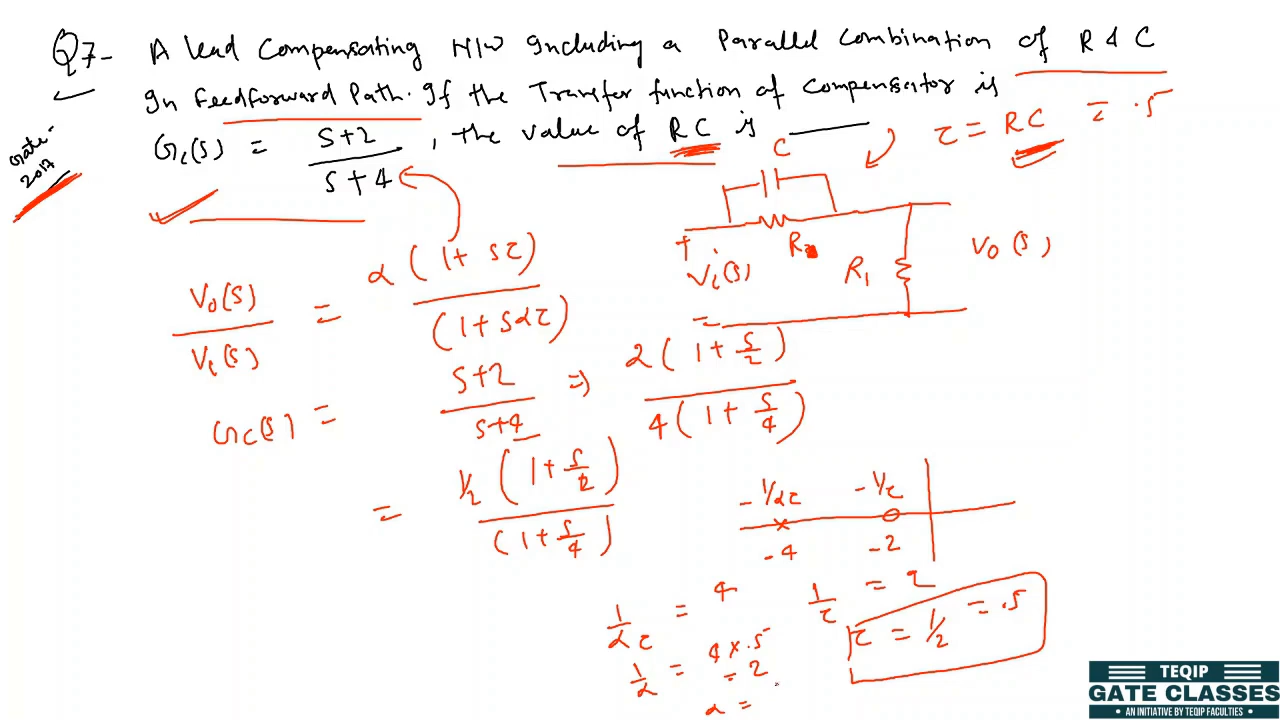 Q7- A lead Compensating N/W Including a Parallel Combination of R & C
In Feedforward Path. If the Transfer function of compensator is
Gc(s) = S+2 / S+4 , the value of RC is ______
Gate-
2017
τ = RC = .5
C
R
R1
Vi(s)
Vo(s)
+
Vo(s) / Vi(s) = α(1+sτ) / (1+sατ)
Gc(s) = S+2 / S+4 ⇒ 2(1+s/2) / 4(1+s/4)
= 1/2 (1+s/2) / (1+s/4)
-1/ατ -1/τ
-4 -2
1/ατ = 4
1/τ = 2
τ = 1/2 = .5
1/α = 4×.5
= 2
α =
TEQIP
GATE CLASSES
AN INITIATIVE BY TEQIP FACULTIES